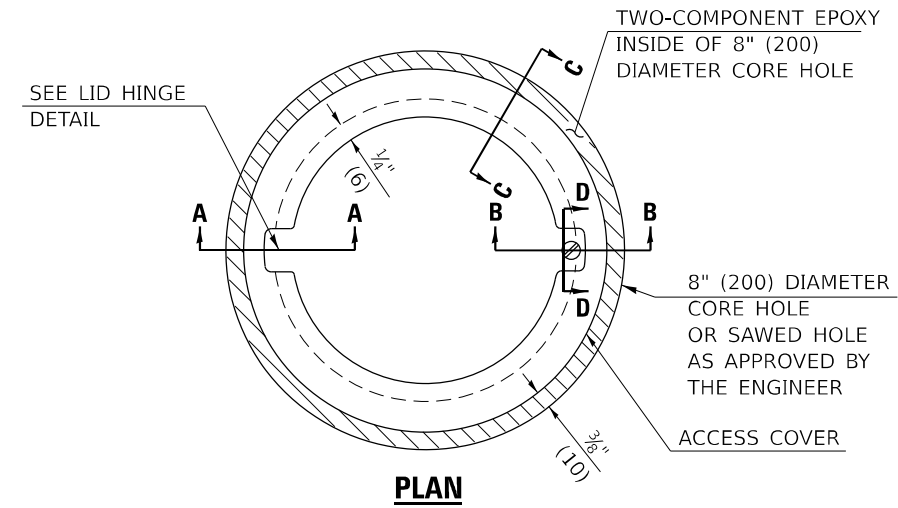 TWO-COMPONENT EPOXY
INSIDE OF 8" (200)
DIAMETER CORE HOLE
SEE LID HINGE
DETAIL
C
C
1/4"
(6)
A
A
B
D
B
D
8" (200) DIAMETER
CORE HOLE
OR SAWED HOLE
AS APPROVED BY
THE ENGINEER
ACCESS COVER
3/8"
(10)
PLAN